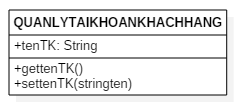 QUANLYTAIKHOANKHACHHANG
+tenTK: String
+gettenTK()
+settenTK(stringten)